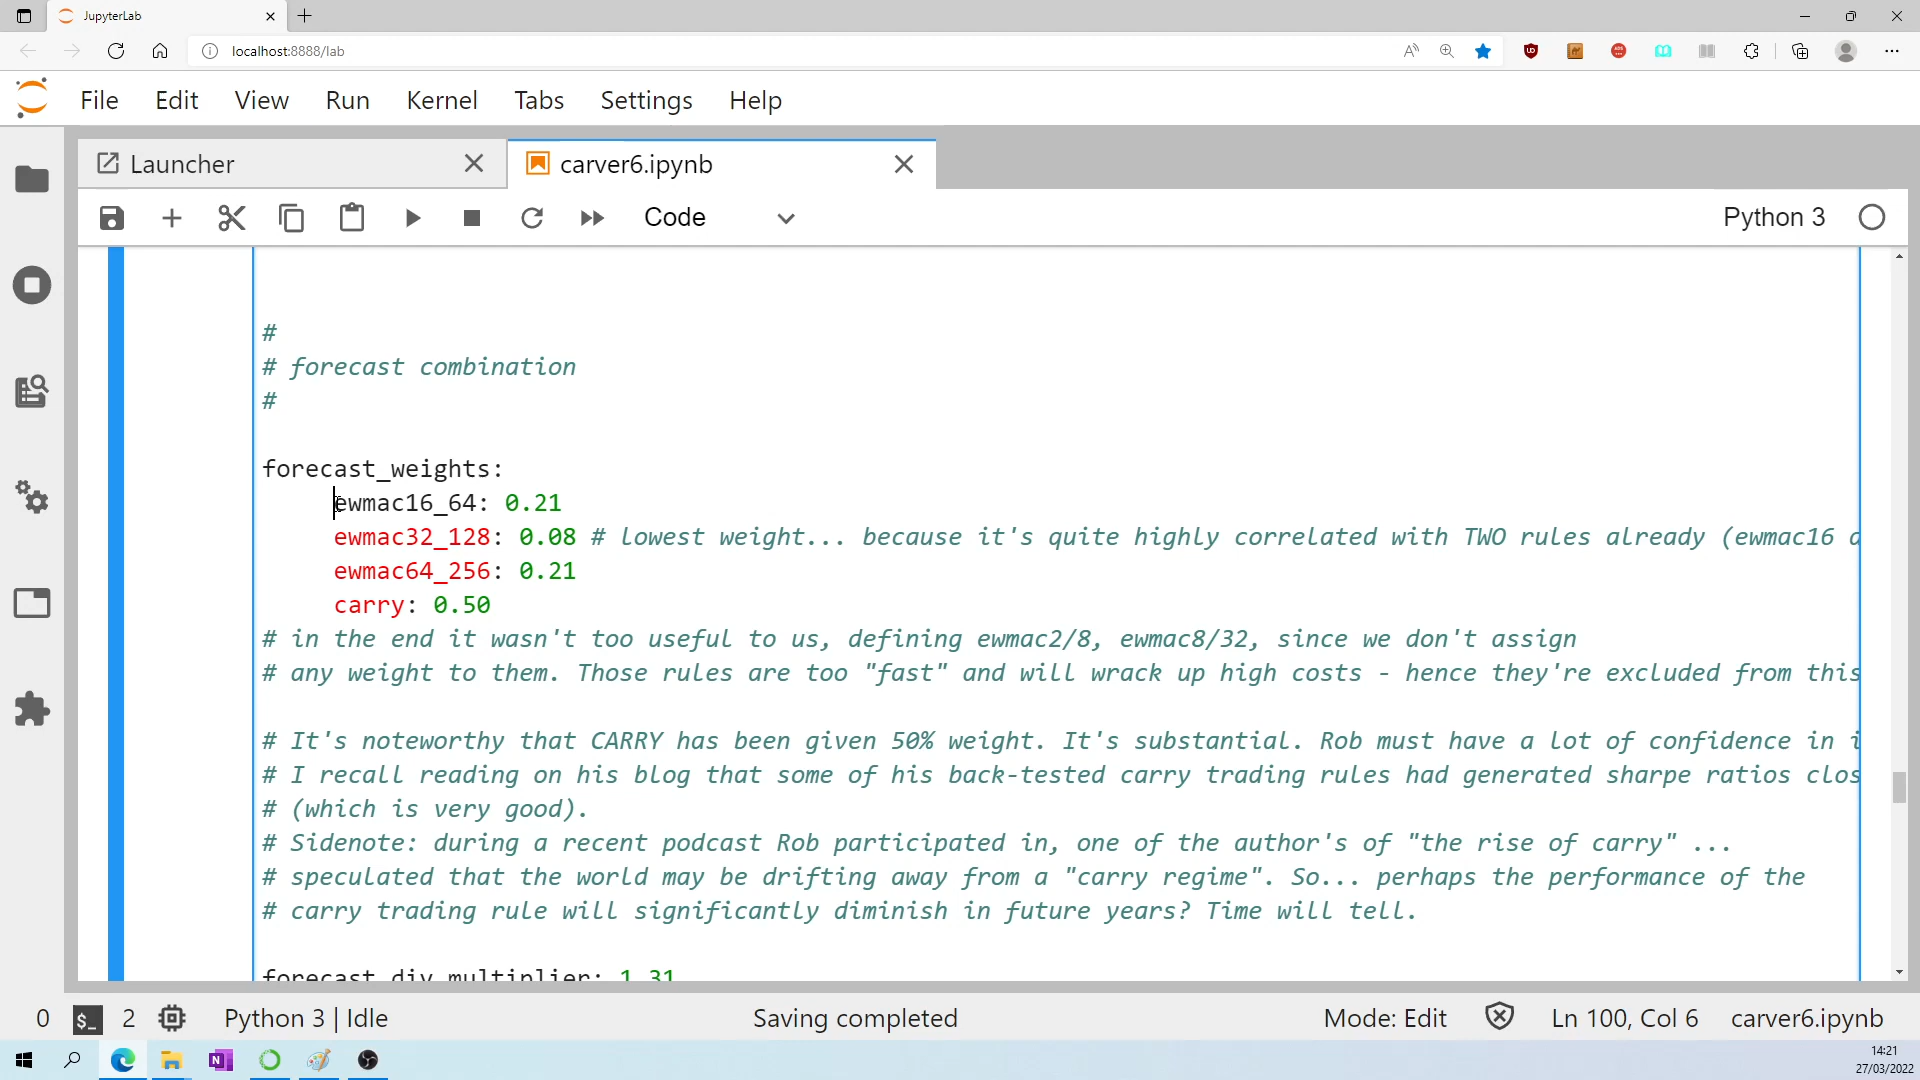 JupyterLab
localhost:8888/lab
File Edit View Run Kernel Tabs Settings Help
Launcher carver6.ipynb
Code Python 3
#
# forecast combination
#
forecast_weights:
ewmac16_64: 0.21
ewmac32_128: 0.08 # lowest weight... because it's quite highly correlated with TWO rules already (ewmac16
ewmac64_256: 0.21
carry: 0.50
# in the end it wasn't too useful to us, defining ewmac2/8, ewmac8/32, since we don't assign
# any weight to them. Those rules are too "fast" and will wrack up high costs - hence they're excluded from this
# It's noteworthy that CARRY has been given 50% weight. It's substantial. Rob must have a lot of confidence in
# I recall reading on his blog that some of his back-tested carry trading rules had generated sharpe ratios clos
# (which is very good).
# Sidenote: during a recent podcast Rob participated in, one of the author's of "the rise of carry" ...
# speculated that the world may be drifting away from a "carry regime". So... perhaps the performance of the
# carry trading rule will significantly diminish in future years? Time will tell.
forecast_div_multiplier: 1.31
0 $_ 2 Python 3 | Idle Saving completed Mode: Edit Ln 100, Col 6 carver6.ipynb
14:21
27/03/2022